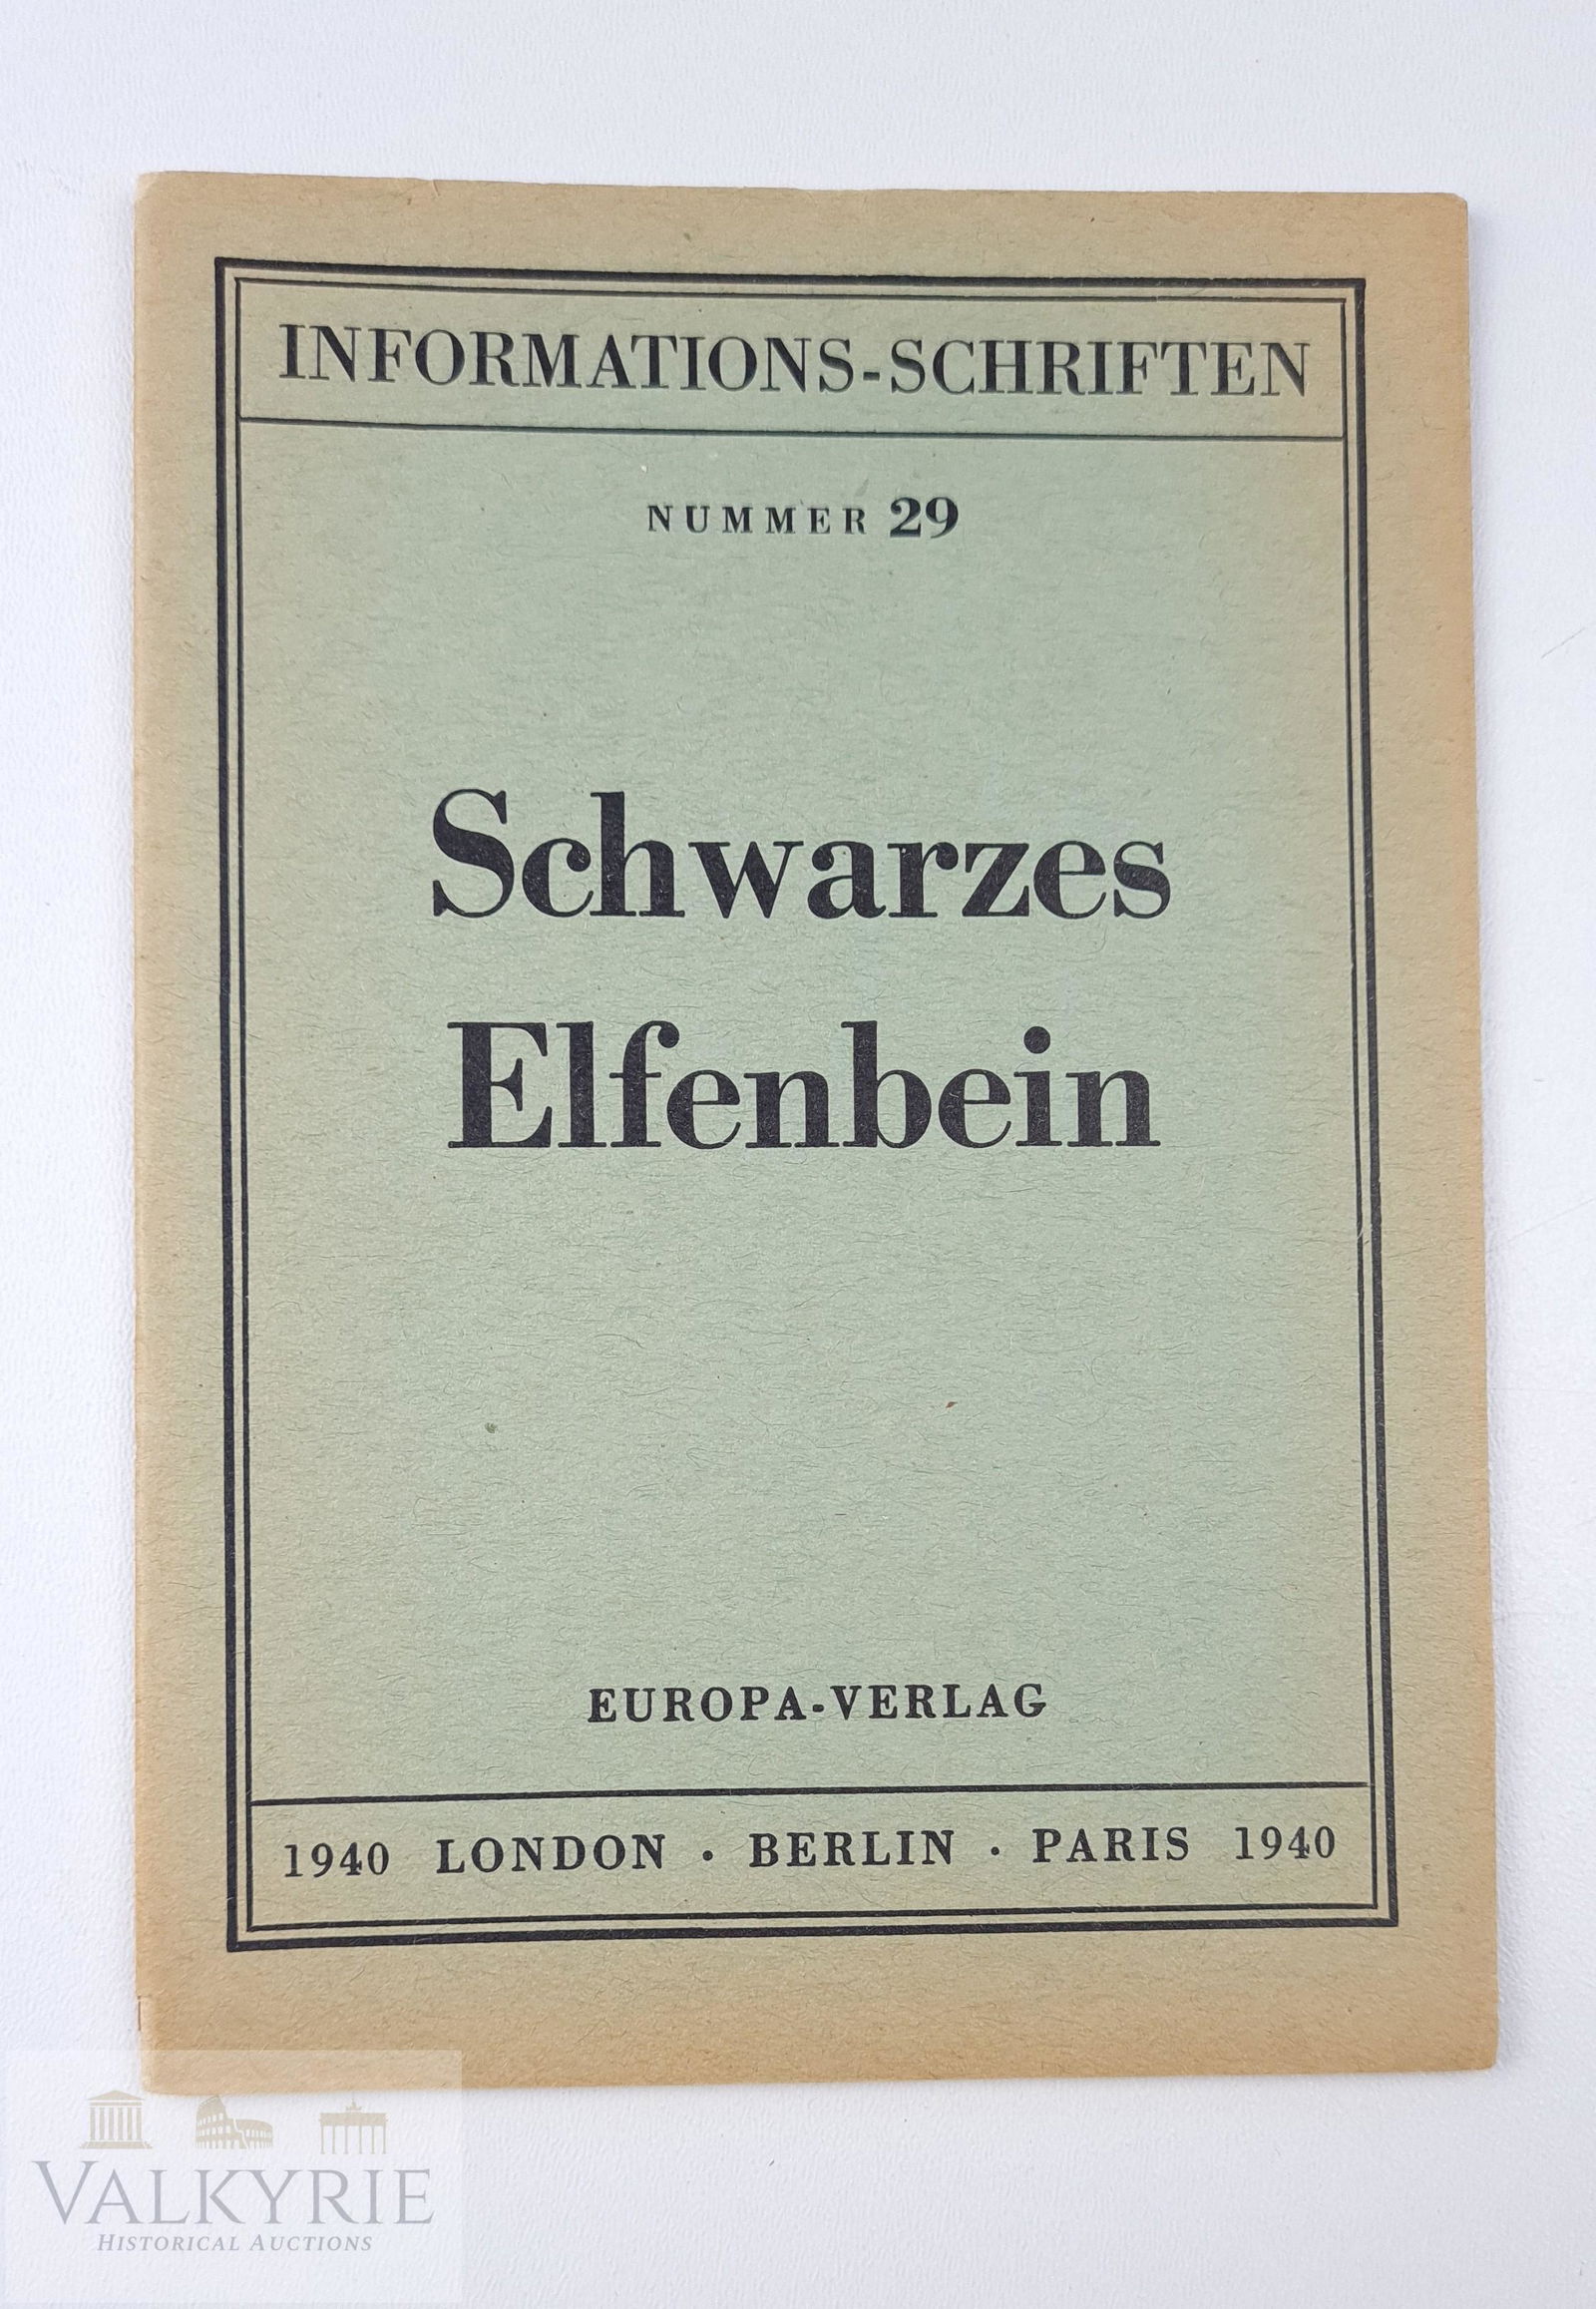 INFORMATIONS-SCHRIFTEN
NUMMER 29
Schwarzes
Elfenbein
EUROPA-VERLAG
1940 LONDON · BERLIN · PARIS 1940
VALKYRIE
HISTORICAL AUCTIONS